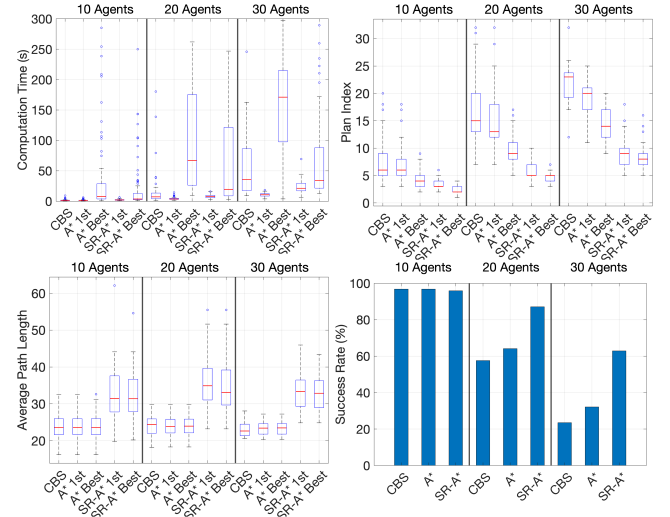 10 Agents 20 Agents 30 Agents
Computation Time (s)
300
250
200
150
100
50
0
CBS A* 1st A* Best SR-A* 1st SR-A* Best CBS A* 1st A* Best SR-A* 1st SR-A* Best CBS A* 1st A* Best SR-A* 1st SR-A* Best
10 Agents 20 Agents 30 Agents
Plan Index
30
25
20
15
10
5
0
CBS A* 1st A* Best SR-A* 1st SR-A* Best CBS A* 1st A* Best SR-A* 1st SR-A* Best CBS A* 1st A* Best SR-A* 1st SR-A* Best
10 Agents 20 Agents 30 Agents
Average Path Length
60
50
40
30
20
CBS A* 1st A* Best SR-A* 1st SR-A* Best CBS A* 1st A* Best SR-A* 1st SR-A* Best CBS A* 1st A* Best SR-A* 1st SR-A* Best
10 Agents 20 Agents 30 Agents
Success Rate (%)
100
80
60
40
20
0
CBS A* SR-A* CBS A* SR-A* CBS A* SR-A*